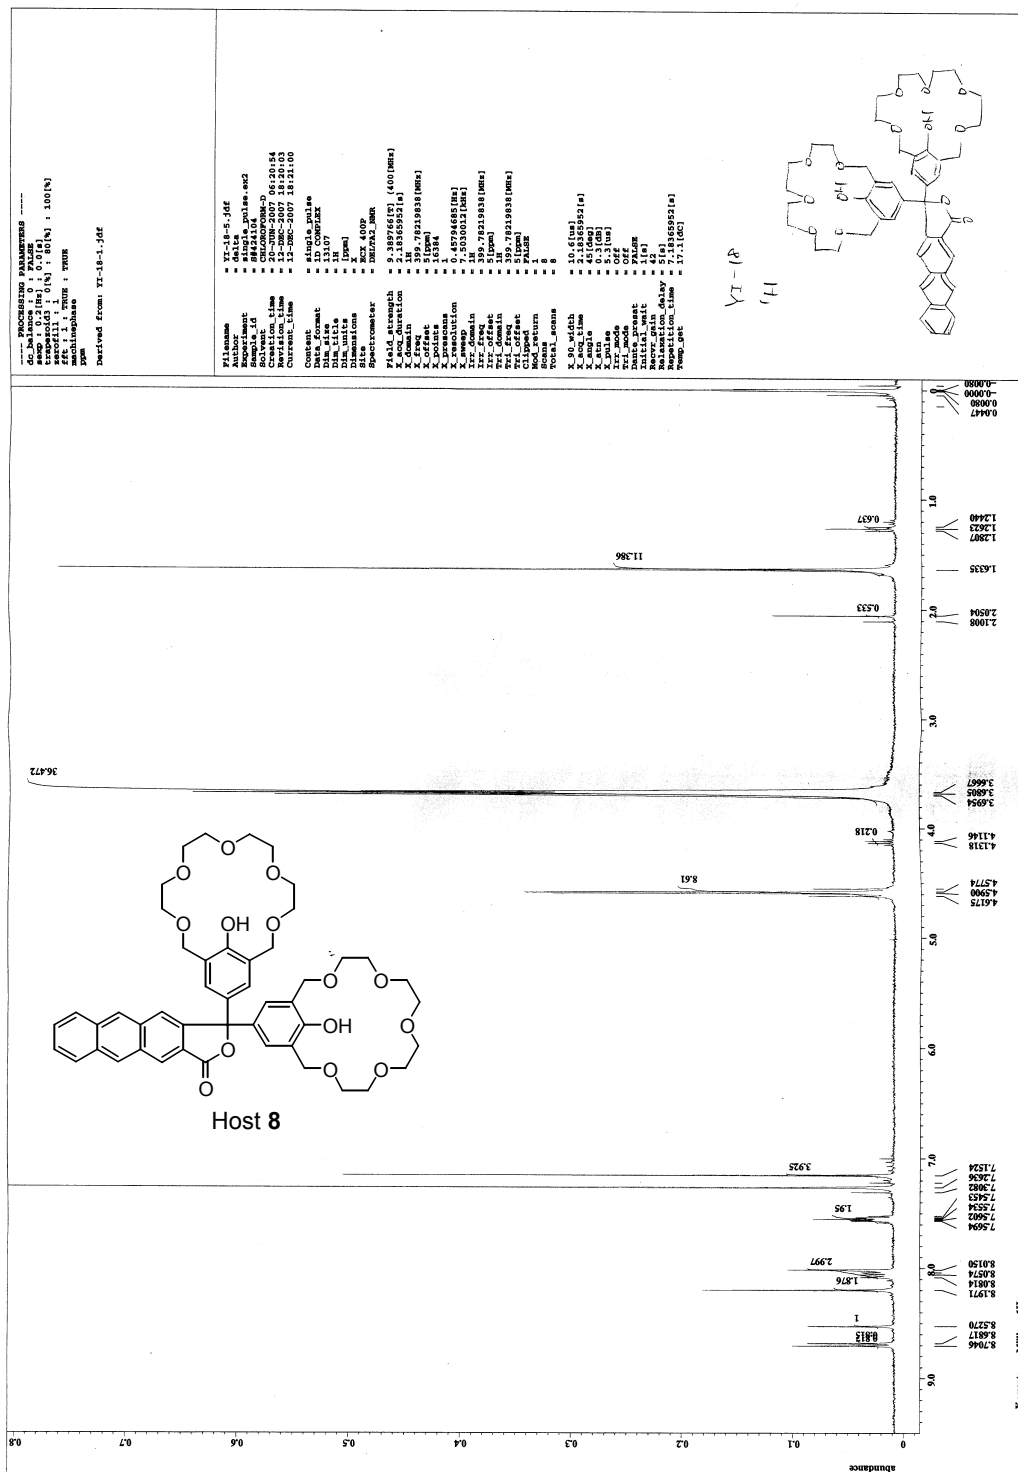 ---- PROCESSING PARAMETERS ----
dc_balance : 0 : FALSE
sexp : 0.2[Hz] : 0.0[s]
trapezoid3 : 0[%] : 80[%] : 100[%]
zerofill : 1
fft : 1 : TRUE : TRUE
machinephase
ppm
Derived from: YI-18-1.jdf
Filename = YI-18-5.jdf
Author = delta
Experiment = single_pulse.ex2
Sample_id = S#424104
Solvent = CHLOROFORM-D
Creation_time = 20-JUN-2007 06:20:54
Revision_time = 12-DEC-2007 18:20:03
Current_time = 12-DEC-2007 18:21:00
Content = single_pulse
Data_format = 1D COMPLEX
Dim_size = 13107
Dim_title = 1H
Dim_units = [ppm]
Dimensions = X
Site = ECX 400P
Spectrometer = DELTA2_NMR
Field_strength = 9.389766[T] (400[MHz])
X_acq_duration = 2.18365952[s]
X_domain = 1H
X_freq = 399.78219838[MHz]
X_offset = 5[ppm]
X_points = 16384
X_prescans = 1
X_resolution = 0.45794685[Hz]
X_sweep = 7.5030012[kHz]
Irr_domain = 1H
Irr_freq = 399.78219838[MHz]
Irr_offset = 5[ppm]
Tri_domain = 1H
Tri_freq = 399.78219838[MHz]
Tri_offset = 5[ppm]
Clipped = FALSE
Mod_return = 1
Scans = 8
Total_scans = 8
X_90_width = 10.6[us]
X_acq_time = 2.18365952[s]
X_angle = 45[deg]
X_atn = 0.3[dB]
X_pulse = 5.3[us]
Irr_mode = Off
Tri_mode = Off
Dante_presat = FALSE
Initial_wait = 1[s]
Recvr_gain = 42
Relaxation_delay = 5[s]
Repetition_time = 7.18365952[s]
Temp_get = 17.1[dC]
YI-18
¹H
O O O O O OH
O O O O O OH
O O
O O O O O OH
O O O O O OH
O O
Host 8
36.472
11.386
8.61
3.925
2.997
1.95
1.876
1
0.813
0.637
0.533
0.218
abundance
0 0.1 0.2 0.3 0.4 0.5 0.6 0.7 0.8
9.0 8.0 7.0 6.0 5.0 4.0 3.0 2.0 1.0 0
8.7046
8.6817
8.5270
8.1971
8.0814
8.0574
8.0150
7.5694
7.5602
7.5534
7.5453
7.3082
7.2636
7.1524
4.6175
4.5900
4.5774
4.1318
4.1146
3.6954
3.6805
3.6667
2.1008
2.0504
1.6335
1.2807
1.2623
1.2440
0.0447
0.0080
-0.0000
-0.0080